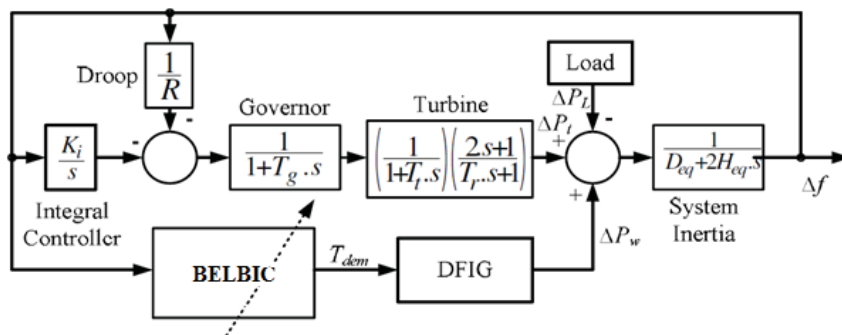 Droop
1
R
Load
Governor
Turbine
ΔP_L
ΔP_t
-
-
-
+
+
K_i
s
1
1+T_g.s
(1
1+T_t.s)(2s+1
T_r.s+1)
1
D_eq+2H_eq.s
Δf
Integral
Controller
System
Inertia
ΔP_w
BELBIC
T_dem
DFIG